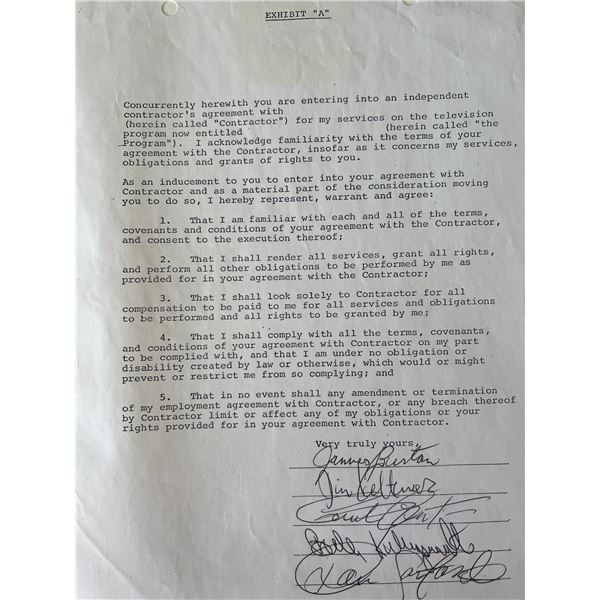 EXHIBIT "A"
Concurrently herewith you are entering into an independent
contractor's agreement with
(herein called "Contractor") for my services on the television
program now entitled (herein called "the
Program"). I acknowledge familiarity with the terms of your
agreement with the Contractor, insofar as it concerns my services,
obligations and grants of rights to you.
As an inducement to you to enter into your agreement with
Contractor and as a material part of the consideration moving
you to do so, I hereby represent, warrant and agree:
1. That I am familiar with each and all of the terms,
covenants and conditions of your agreement with the Contractor,
and consent to the execution thereof;
2. That I shall render all services, grant all rights,
and perform all other obligations to be performed by me as
provided for in your agreement with the Contractor;
3. That I shall look solely to Contractor for all
compensation to be paid to me for all services and obligations
to be performed and all rights to be granted by me;
4. That I shall comply with all the terms, covenants,
and conditions of your agreement with Contractor on my part
to be complied with, and that I am under no obligation or
disability created by law or otherwise, which would or might
prevent or restrict me from so complying; and
5. That in no event shall any amendment or termination
of my employment agreement with Contractor, or any breach thereof
by Contractor limit or affect any of my obligations or your
rights provided for in your agreement with Contractor.
Very truly yours,
James Burton
Jim Keltner